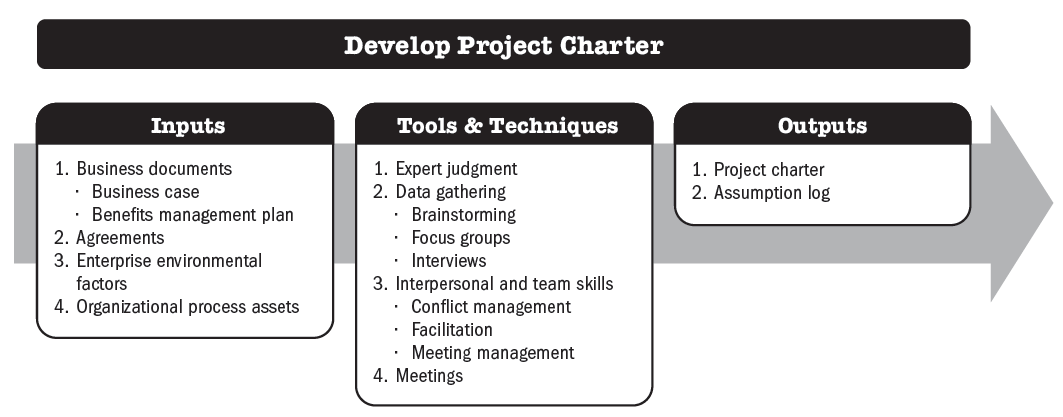 Develop Project Charter
Inputs
1. Business documents
· Business case
· Benefits management plan
2. Agreements
3. Enterprise environmental
factors
4. Organizational process assets
Tools & Techniques
1. Expert judgment
2. Data gathering
· Brainstorming
· Focus groups
· Interviews
3. Interpersonal and team skills
· Conflict management
· Facilitation
· Meeting management
4. Meetings
Outputs
1. Project charter
2. Assumption log